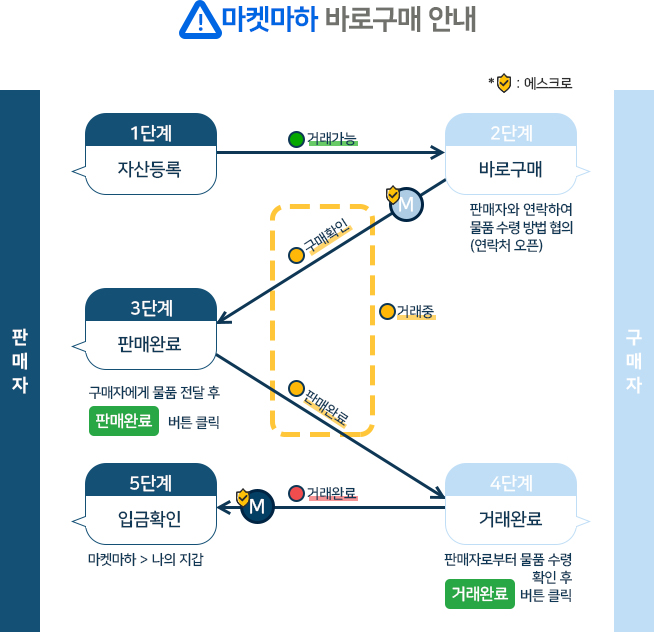 마켓마하 바로구매 안내
* : 에스크로
판매자
구매자
1단계
자산등록
거래가능
2단계
바로구매
M
판매자와 연락하여
물품 수령 방법 협의
(연락처 오픈)
구매확인
거래중
3단계
판매완료
구매자에게 물품 전달 후
판매완료 버튼 클릭
판매완료
5단계
입금확인
마켓마하 > 나의 지갑
M
거래완료
4단계
거래완료
판매자로부터 물품 수령
확인 후
거래완료 버튼 클릭